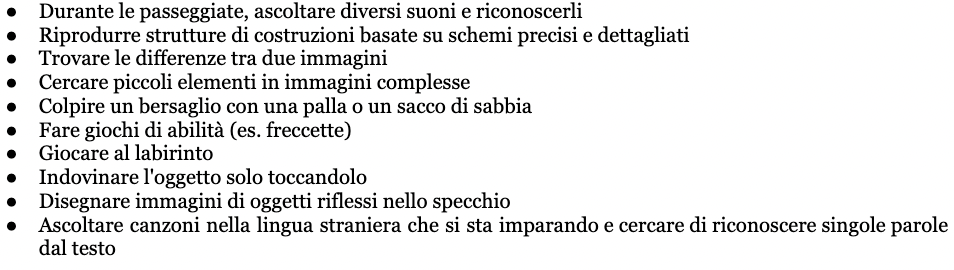 ● Durante le passeggiate, ascoltare diversi suoni e riconoscerli
● Riprodurre strutture di costruzioni basate su schemi precisi e dettagliati
● Trovare le differenze tra due immagini
● Cercare piccoli elementi in immagini complesse
● Colpire un bersaglio con una palla o un sacco di sabbia
● Fare giochi di abilità (es. freccette)
● Giocare al labirinto
● Indovinare l'oggetto solo toccandolo
● Disegnare immagini di oggetti riflessi nello specchio
● Ascoltare canzoni nella lingua straniera che si sta imparando e cercare di riconoscere singole parole
dal testo